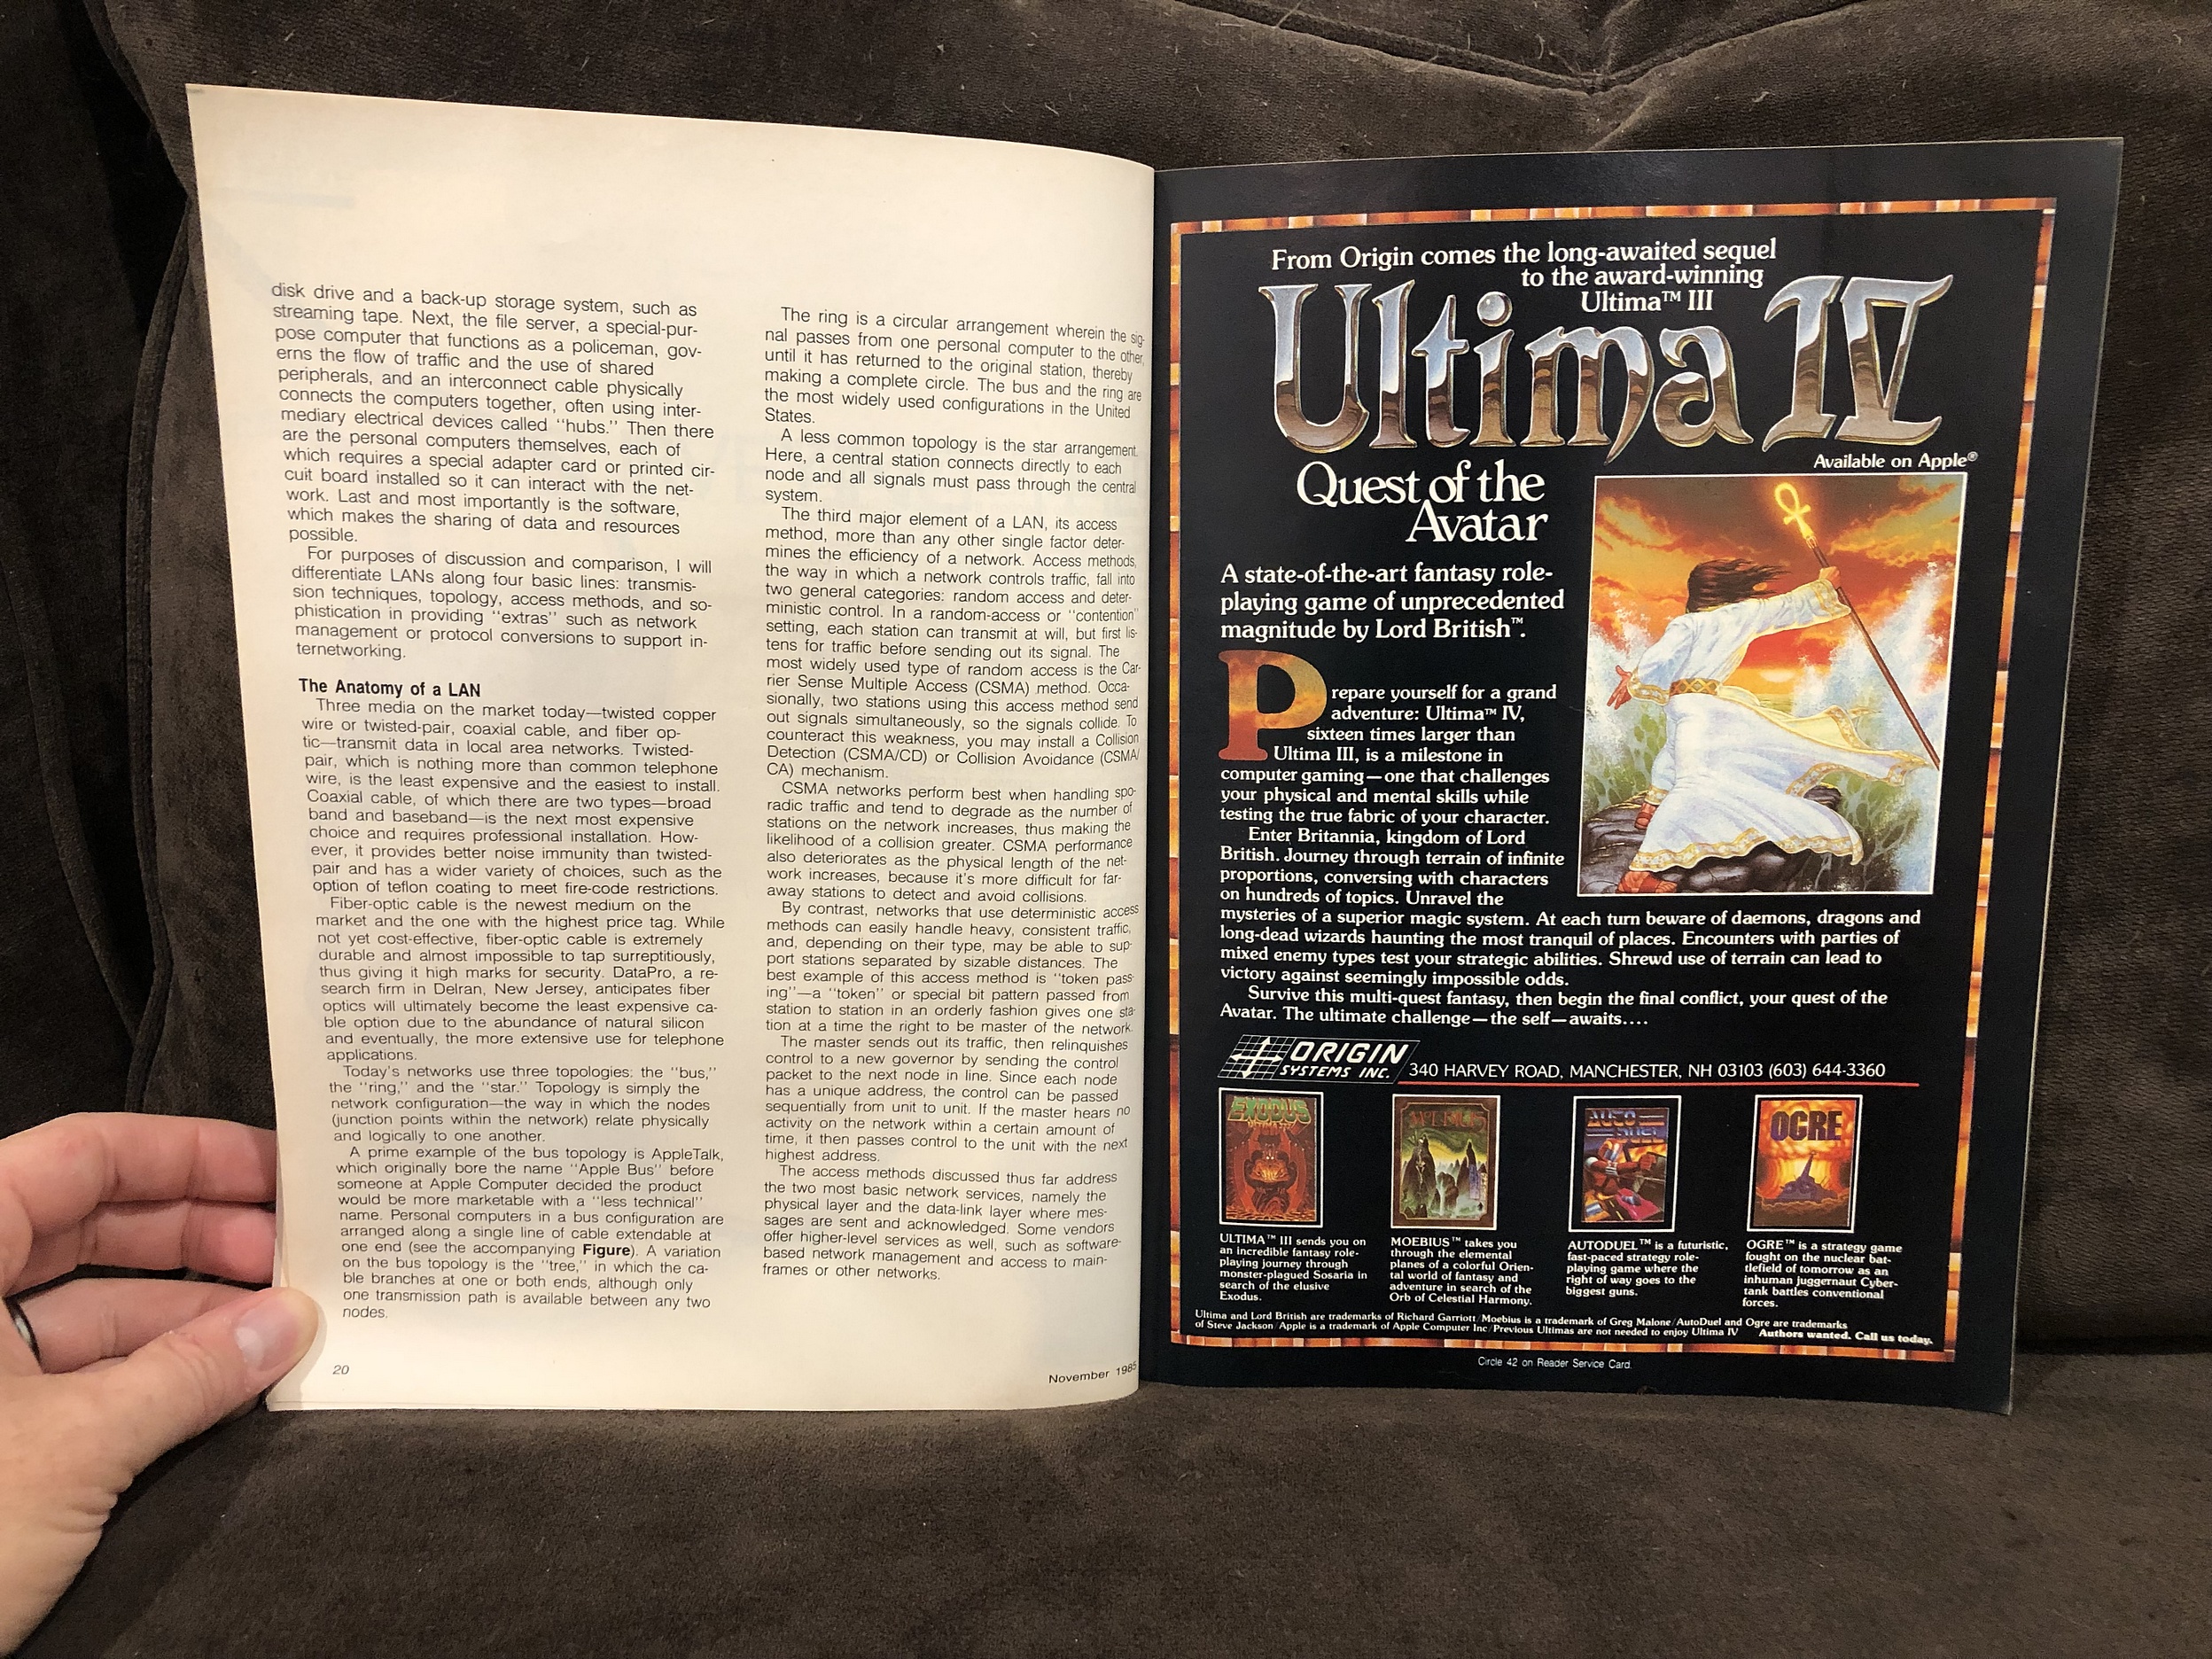 disk drive and a back-up storage system, such as
streaming tape. Next, the file server, a special-pur-
pose computer that functions as a policeman, gov-
erns the flow of traffic and the use of shared
peripherals, and an interconnect cable physically
connects the computers together, often using inter-
mediary electrical devices called "hubs." Then there
are the personal computers themselves, each of
which requires a special adapter card or printed cir-
cuit board installed so it can interact with the net-
work. Last and most importantly is the software,
which makes the sharing of data and resources
possible.
For purposes of discussion and comparison, I will
differentiate LANs along four basic lines: transmis-
sion techniques, topology, access methods, and so-
phistication in providing "extras" such as network
management or protocol conversions to support in-
ternetworking.
The Anatomy of a LAN
Three media on the market today—twisted copper
wire or twisted-pair, coaxial cable, and fiber op-
tic—transmit data in local area networks. Twisted-
pair, which is nothing more than common telephone
wire, is the least expensive and the easiest to install.
Coaxial cable, of which there are two types—broad
band and baseband—is the next most expensive
choice and requires professional installation. How-
ever, it provides better noise immunity than twisted-
pair and has a wider variety of choices, such as the
option of teflon coating to meet fire-code restrictions.
Fiber-optic cable is the newest medium on the
market and the one with the highest price tag. While
not yet cost-effective, fiber-optic cable is extremely
durable and almost impossible to tap surreptitiously,
thus giving it high marks for security. DataPro, a re-
search firm in Delran, New Jersey, anticipates fiber
optics will ultimately become the least expensive ca-
ble option due to the abundance of natural silicon
and eventually, the more extensive use for telephone
applications.
Today's networks use three topologies: the "bus,"
the "ring," and the "star." Topology is simply the
network configuration—the way in which the nodes
(junction points within the network) relate physically
and logically to one another.
A prime example of the bus topology is AppleTalk,
which originally bore the name "Apple Bus" before
someone at Apple Computer decided the product
would be more marketable with a "less technical"
name. Personal computers in a bus configuration are
arranged along a single line of cable extendable at
one end (see the accompanying Figure). A variation
on the bus topology is the "tree," in which the ca-
ble branches at one or both ends, although only
one transmission path is available between any two
nodes.
The ring is a circular arrangement wherein the sig-
nal passes from one personal computer to the other,
until it has returned to the original station, thereby
making a complete circle. The bus and the ring are
the most widely used configurations in the United
States.
A less common topology is the star arrangement.
Here, a central station connects directly to each
node and all signals must pass through the central
system.
The third major element of a LAN, its access
method, more than any other single factor deter-
mines the efficiency of a network. Access methods,
the way in which a network controls traffic, fall into
two general categories: random access and deter-
ministic control. In a random-access or "contention"
setting, each station can transmit at will, but first lis-
tens for traffic before sending out its signal. The
most widely used type of random access is the Car-
rier Sense Multiple Access (CSMA) method. Occa-
sionally, two stations using this access method send
out signals simultaneously, so the signals collide. To
counteract this weakness, you may install a Collision
Detection (CSMA/CD) or Collision Avoidance (CSMA/
CA) mechanism.
CSMA networks perform best when handling spo-
radic traffic and tend to degrade as the number of
stations on the network increases, thus making the
likelihood of a collision greater. CSMA performance
also deteriorates as the physical length of the net-
work increases, because it's more difficult for far-
away stations to detect and avoid collisions.
By contrast, networks that use deterministic access
methods can easily handle heavy, consistent traffic,
and, depending on their type, may be able to sup-
port stations separated by sizable distances. The
best example of this access method is "token pass-
ing"—a "token" or special bit pattern passed from
station to station in an orderly fashion gives one sta-
tion at a time the right to be master of the network.
The master sends out its traffic, then relinquishes
control to a new governor by sending the control
packet to the next node in line. Since each node
has a unique address, the control can be passed
sequentially from unit to unit. If the master hears no
activity on the network within a certain amount of
time, it then passes control to the unit with the next
highest address.
The access methods discussed thus far address
the two most basic network services, namely the
physical layer and the data-link layer where mes-
sages are sent and acknowledged. Some vendors
offer higher-level services as well, such as software-
based network management and access to main-
frames or other networks.
20
November 1985
From Origin comes the long-awaited sequel
to the award-winning
Ultima™ III
Ultima IV
Available on Apple®
Quest of the
Avatar
A state-of-the-art fantasy role-
playing game of unprecedented
magnitude by Lord British™.
Prepare yourself for a grand
adventure: Ultima™ IV,
sixteen times larger than
Ultima III, is a milestone in
computer gaming—one that challenges
your physical and mental skills while
testing the true fabric of your character.
Enter Britannia, kingdom of Lord
British. Journey through terrain of infinite
proportions, conversing with characters
on hundreds of topics. Unravel the
mysteries of a superior magic system. At each turn beware of daemons, dragons and
long-dead wizards haunting the most tranquil of places. Encounters with parties of
mixed enemy types test your strategic abilities. Shrewd use of terrain can lead to
victory against seemingly impossible odds.
Survive this multi-quest fantasy, then begin the final conflict, your quest of the
Avatar. The ultimate challenge—the self—awaits....
ORIGIN
SYSTEMS INC.
340 HARVEY ROAD, MANCHESTER, NH 03103 (603) 644-3360
EXODUS
ULTIMA III
MOEBIUS
AUTO
DUEL
OGRE
ULTIMA™ III sends you on
an incredible fantasy role-
playing journey through
monster-plagued Sosaria in
search of the elusive
Exodus.
MOEBIUS™ takes you
through the elemental
planes of a colorful Orien-
tal world of fantasy and
adventure in search of the
Orb of Celestial Harmony.
AUTODUEL™ is a futuristic,
fast-paced strategy role-
playing game where the
right of way goes to the
biggest guns.
OGRE™ is a strategy game
fought on the nuclear bat-
tlefield of tomorrow as an
inhuman juggernaut Cyber-
tank battles conventional
forces.
Ultima and Lord British are trademarks of Richard Garriott/Moebius is a trademark of Greg Malone/AutoDuel and Ogre are trademarks
of Steve Jackson/Apple is a trademark of Apple Computer Inc/Previous Ultimas are not needed to enjoy Ultima IV Authors wanted. Call us today.
Circle 42 on Reader Service Card.